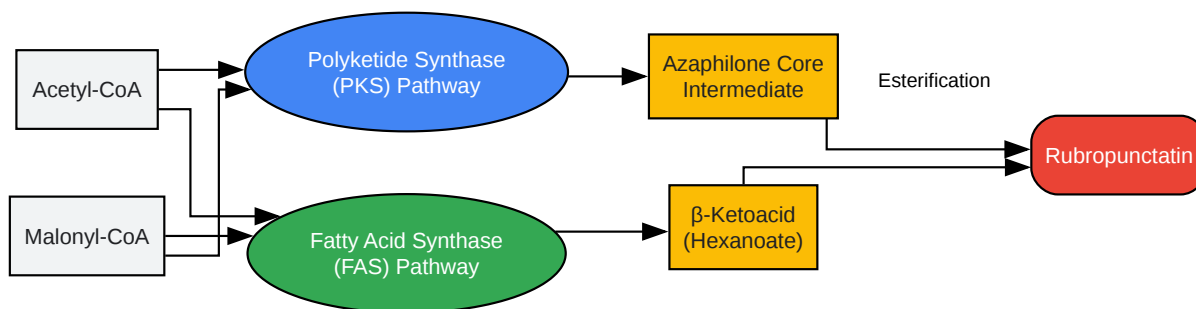 Acetyl-CoA
Malonyl-CoA
Polyketide Synthase
(PKS) Pathway
Fatty Acid Synthase
(FAS) Pathway
Azaphilone Core
Intermediate
β-Ketoacid
(Hexanoate)
Esterification
Rubropunctatin